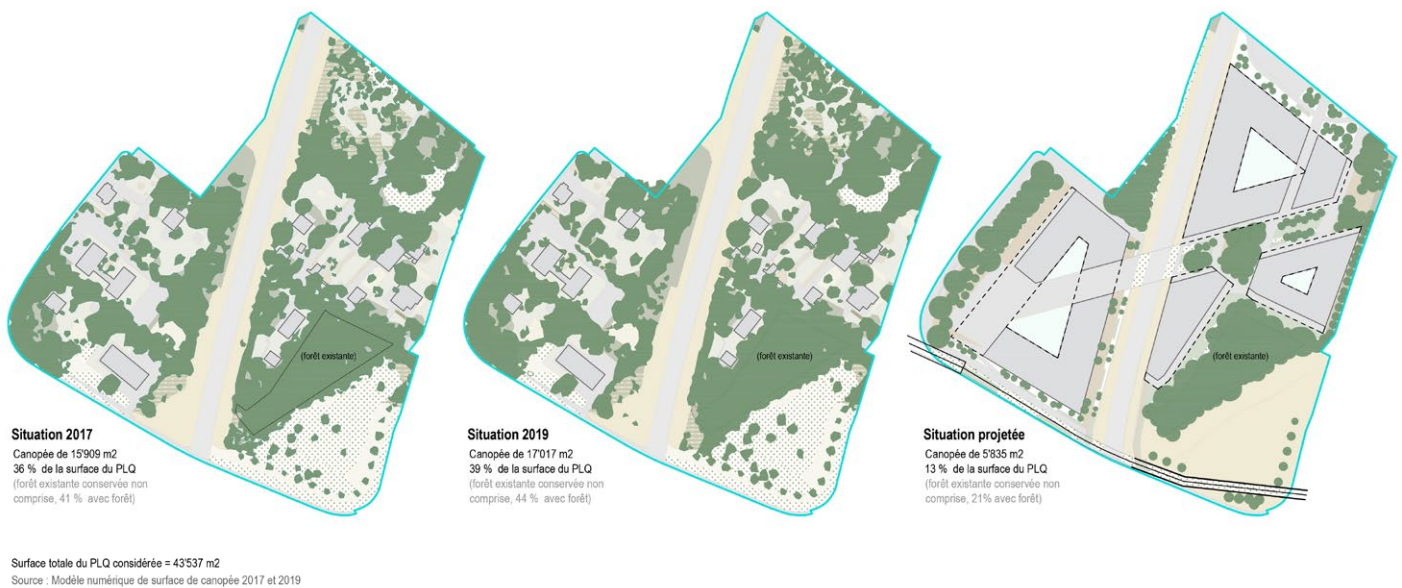 (forêt existante)
(forêt existante)
(forêt existante)
Situation 2017
Canopée de 15'909 m2
36 % de la surface du PLQ
(forêt existante conservée non
comprise, 41 % avec forêt)
Situation 2019
Canopée de 17'017 m2
39 % de la surface du PLQ
(forêt existante conservée non
comprise, 44 % avec forêt)
Situation projetée
Canopée de 5'835 m2
13 % de la surface du PLQ
(forêt existante conservée non
comprise, 21% avec forêt)
Surface totale du PLQ considérée = 43'537 m2
Source : Modèle numérique de surface de canopée 2017 et 2019